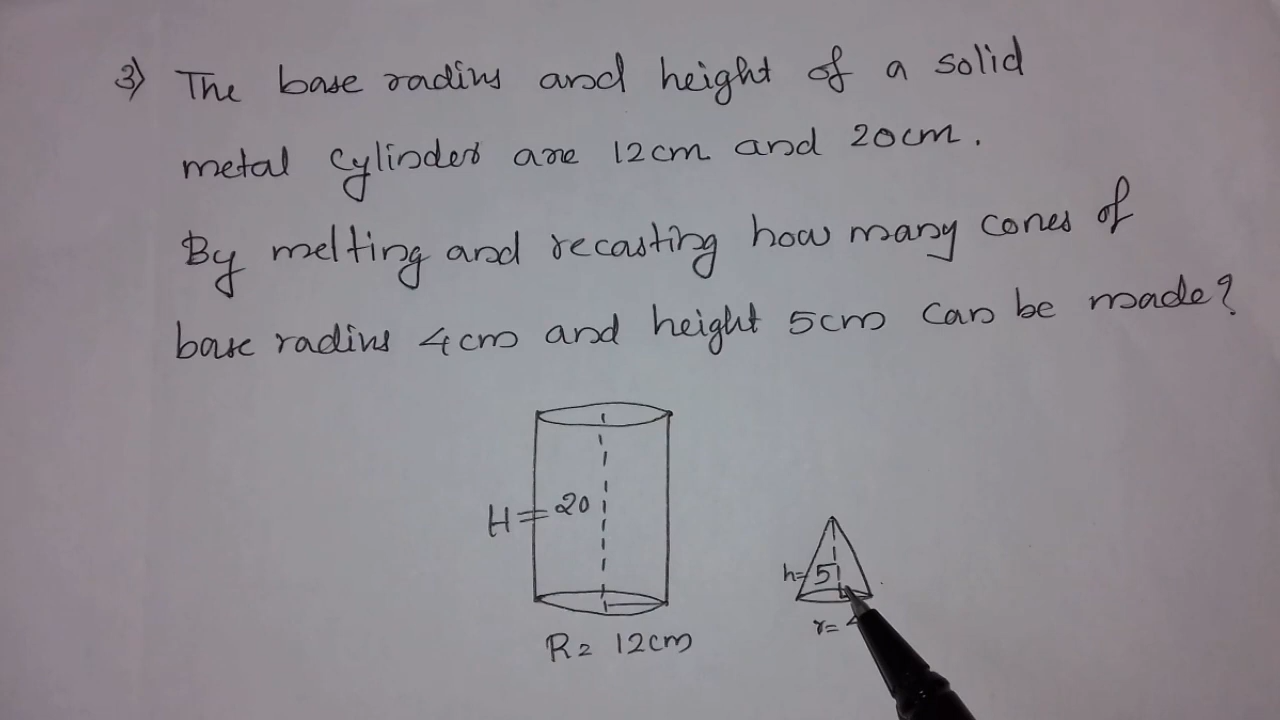 3) The base radius and height of a solid
metal cylinder are 12cm and 20cm.
By melting and recasting how many cones of
base radius 4cm and height 5cm can be made?
H = 20
h= 5
r=
R = 12cm